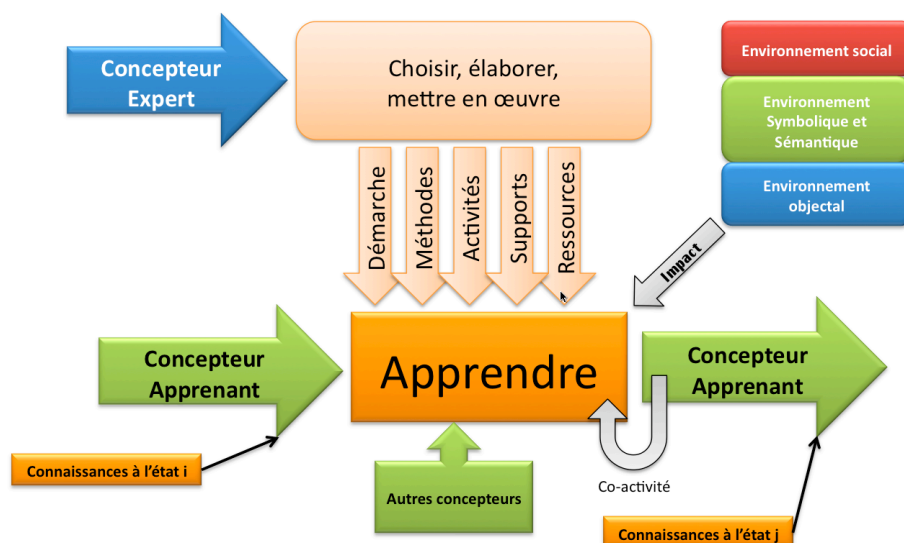 Concepteur
Expert
Choisir, élaborer,
mettre en œuvre
Environnement social
Environnement
Symbolique et
Sémantique
Environnement
objectal
Démarche
Méthodes
Activités
Supports
Ressources
Impact
Concepteur
Apprenant
Apprendre
Concepteur
Apprenant
Connaissances à l'état i
Autres concepteurs
Co-activité
Connaissances à l'état j